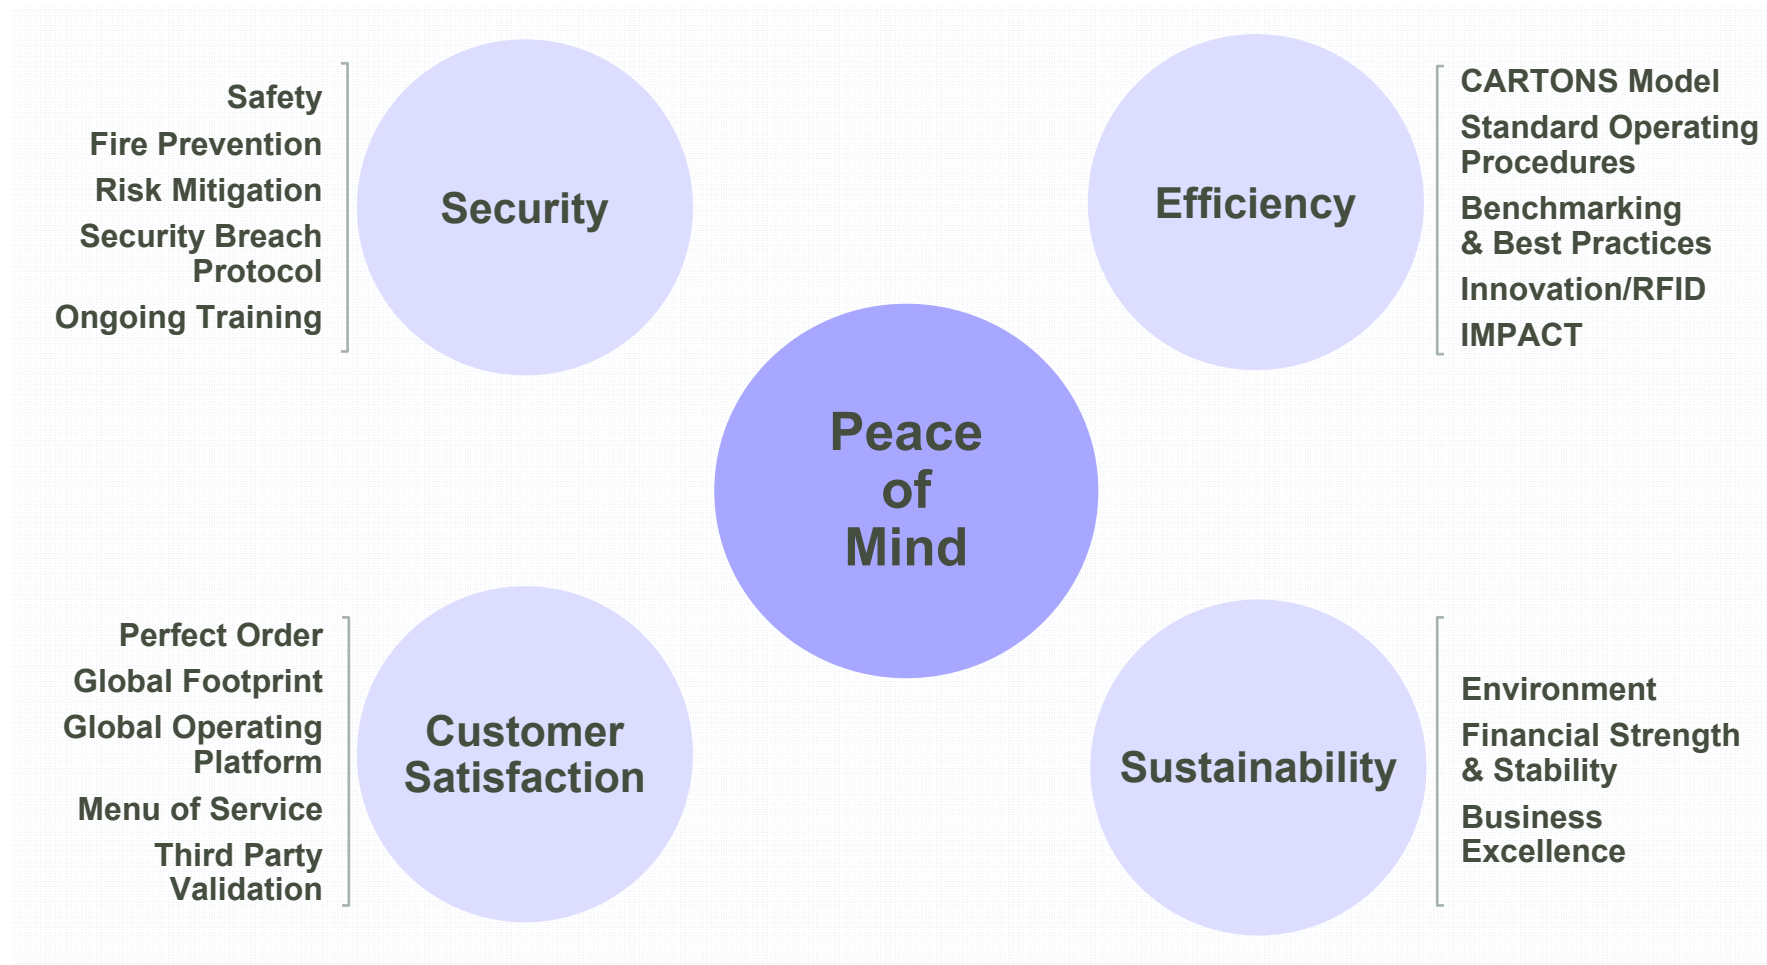 Safety
Fire Prevention
Risk Mitigation
Security Breach
Protocol
Ongoing Training
Security
Efficiency
CARTONS Model
Standard Operating
Procedures
Benchmarking
& Best Practices
Innovation/RFID
IMPACT
Peace
of
Mind
Perfect Order
Global Footprint
Global Operating
Platform
Menu of Service
Third Party
Validation
Customer
Satisfaction
Sustainability
Environment
Financial Strength
& Stability
Business
Excellence